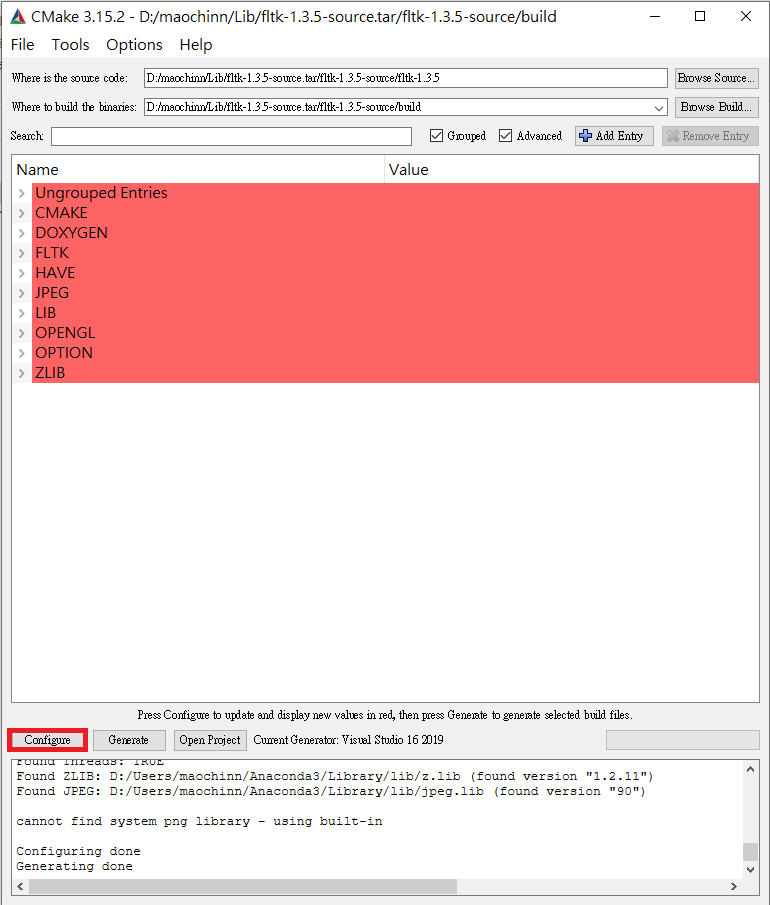 CMake 3.15.2 - D:/maochinn/Lib/fltk-1.3.5-source.tar/fltk-1.3.5-source/build
File Tools Options Help
Where is the source code: D:/maochinn/Lib/fltk-1.3.5-source.tar/fltk-1.3.5-source/fltk-1.3.5 Browse Source...
Where to build the binaries: D:/maochinn/Lib/fltk-1.3.5-source.tar/fltk-1.3.5-source/build Browse Build...
Search: Grouped Advanced Add Entry Remove Entry
Name Value
Ungrouped Entries
CMAKE
DOXYGEN
FLTK
HAVE
JPEG
LIB
OPENGL
OPTION
ZLIB
Press Configure to update and display new values in red, then press Generate to generate selected build files.
Configure Generate Open Project Current Generator: Visual Studio 16 2019
Found Threads: TRUE
Found ZLIB: D:/Users/maochinn/Anaconda3/Library/lib/z.lib (found version "1.2.11")
Found JPEG: D:/Users/maochinn/Anaconda3/Library/lib/jpeg.lib (found version "90")
cannot find system png library - using built-in
Configuring done
Generating done